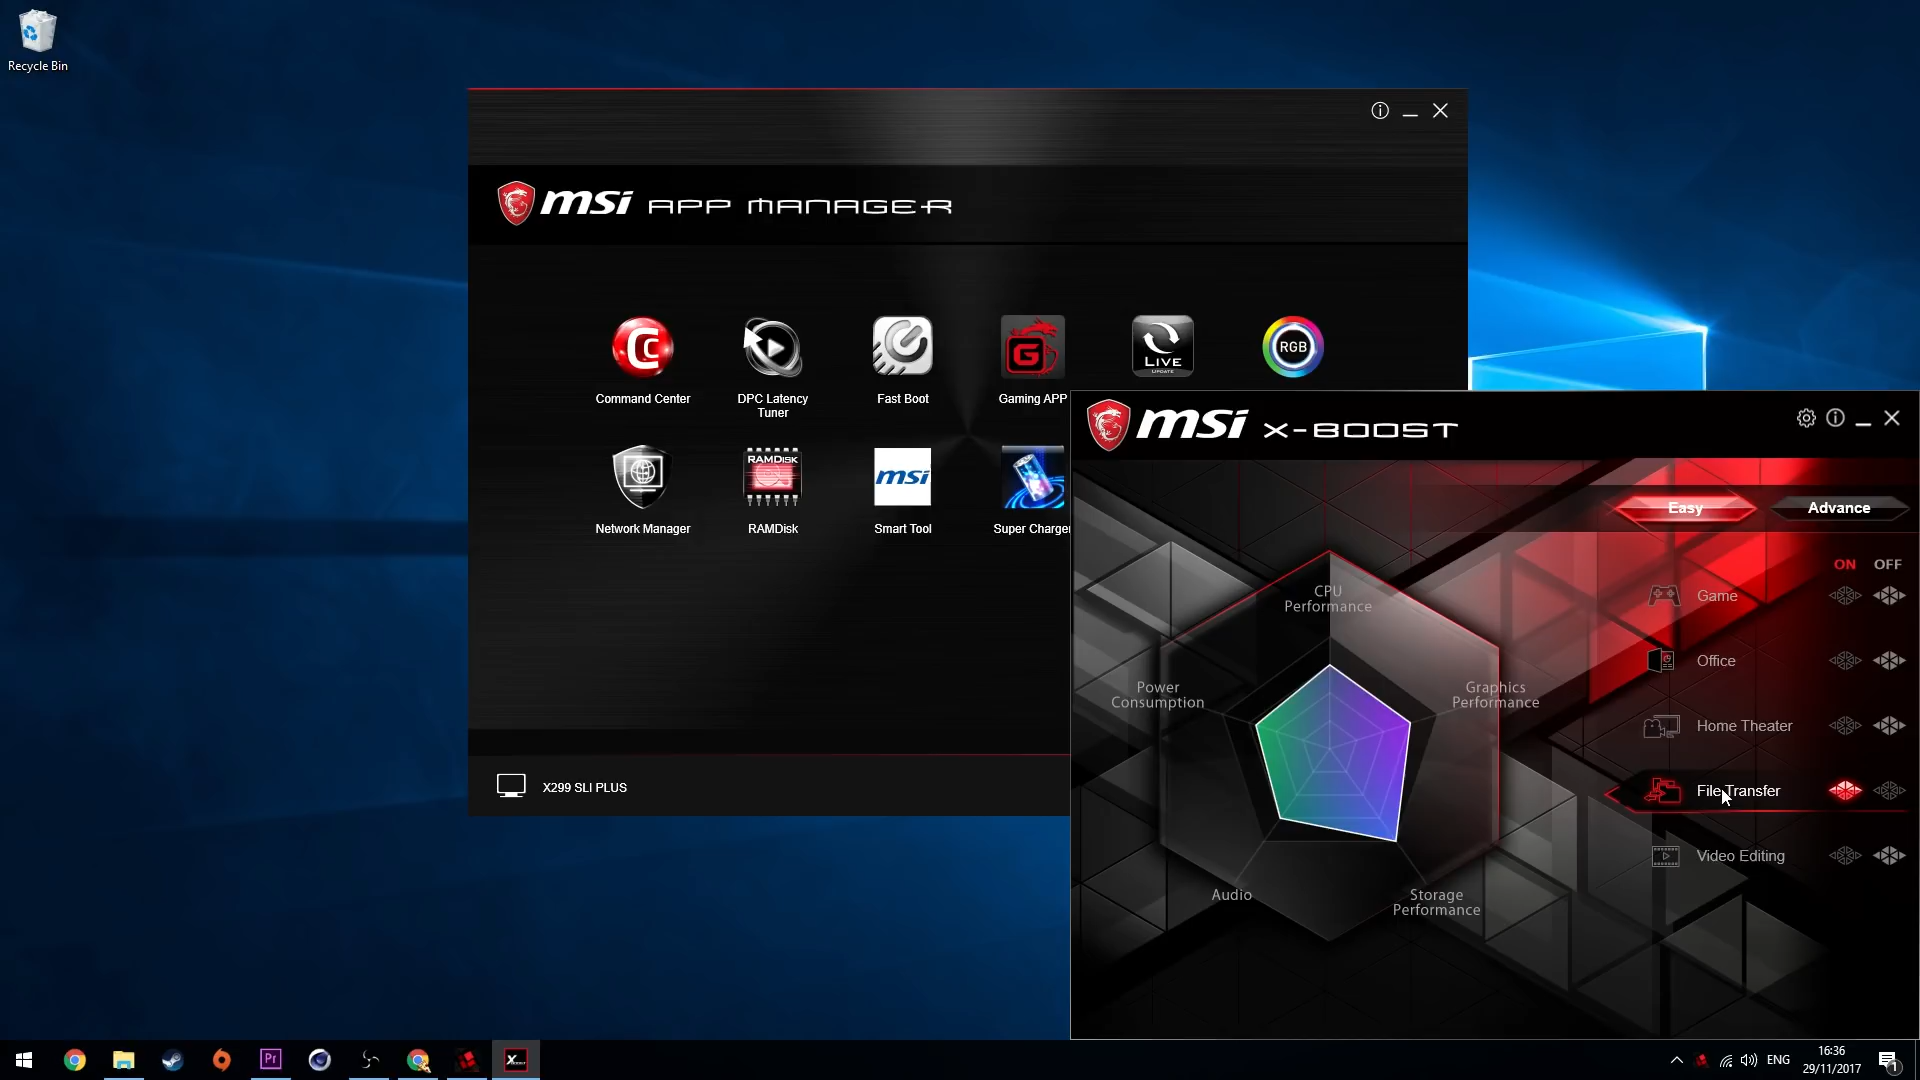 Recycle Bin
msi APP MANAGER
C C
LIVE
UPDATE
RGB
Command Center
DPC Latency
Tuner
Fast Boot
G
Gaming APP
RAMDISK
msi
Network Manager
RAMDisk
Smart Tool
Super Charger
X299 SLI PLUS
msi X-BOOST
Easy
Advance
ON
OFF
Game
Office
Home Theater
File Transfer
Video Editing
CPU
Performance
Power
Consumption
Graphics
Performance
Audio
Storage
Performance
Pr
X
ENG
16:36
29/11/2017
1